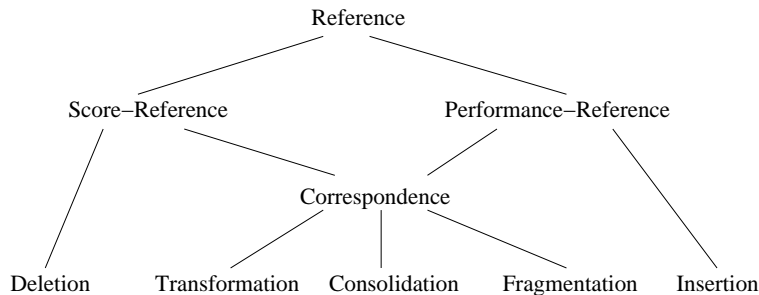 Reference
Score−Reference Performance−Reference
Correspondence
Deletion Transformation Consolidation Fragmentation Insertion